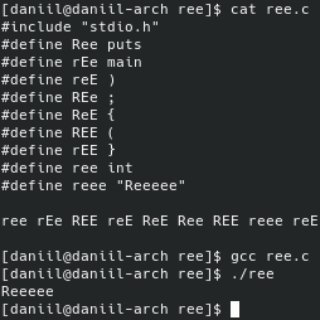 [daniil@daniil-arch ree]$ cat ree.c
#include "stdio.h"
#define Ree puts
#define rEe main
#define reE )
#define REe ;
#define ReE {
#define REE (
#define rEE }
#define ree int
#define reee "Reeeee"
ree rEe REE reE ReE Ree REE reee reE
[daniil@daniil-arch ree]$ gcc ree.c
[daniil@daniil-arch ree]$ ./ree
Reeeee
[daniil@daniil-arch ree]$